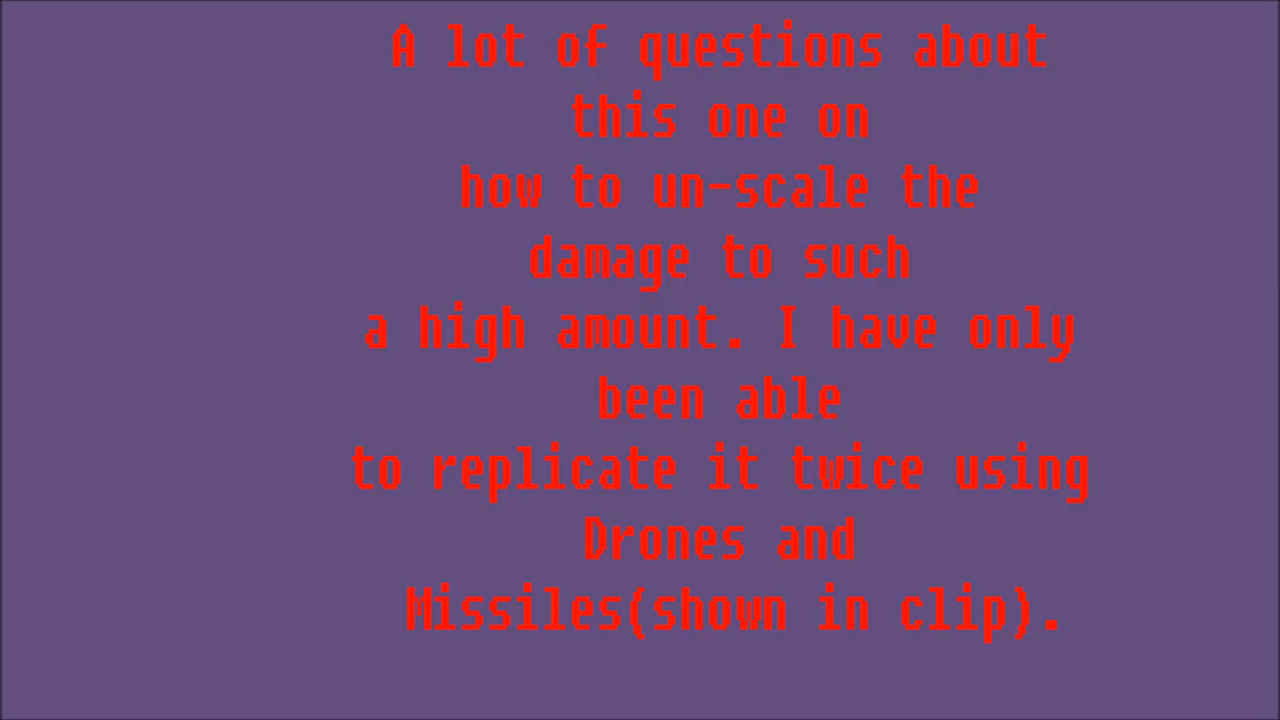 A lot of questions about
this one on
how to un-scale the
damage to such
a high amount. I have only
been able
to replicate it twice using
Drones and
Missiles(shown in clip).